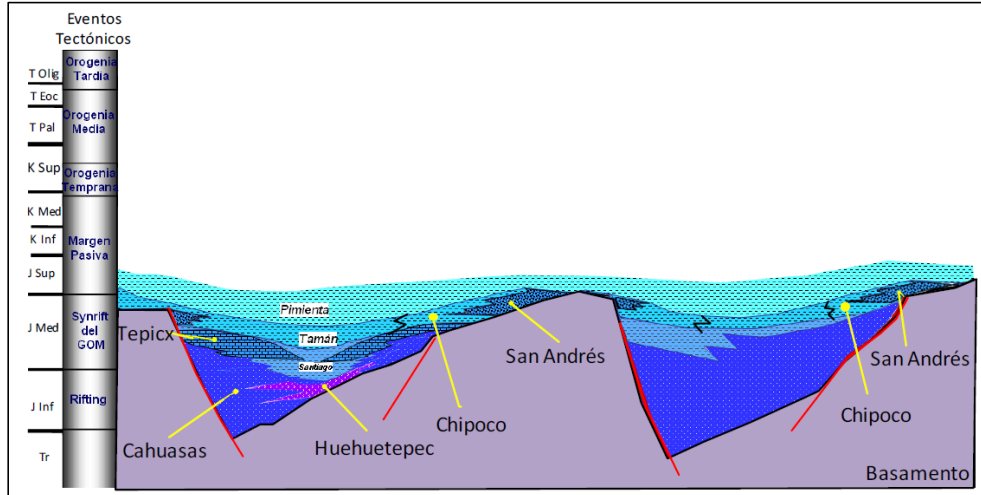 Eventos
Tectónicos
Orogenia
Tardía
T Olig
T Eoc
Orogenia
Media
T Pal
K Sup
Orogenia
Temprana
K Med
K Inf
Margen
Pasiva
J Sup
Synrift
del
GOM
J Med
Rifting
J Inf
Tr
Pimienta
Tamán
Tepicx
Santiago
San Andrés
San Andrés
Chipoco
Chipoco
Huehuetepec
Cahuasas
Basamento